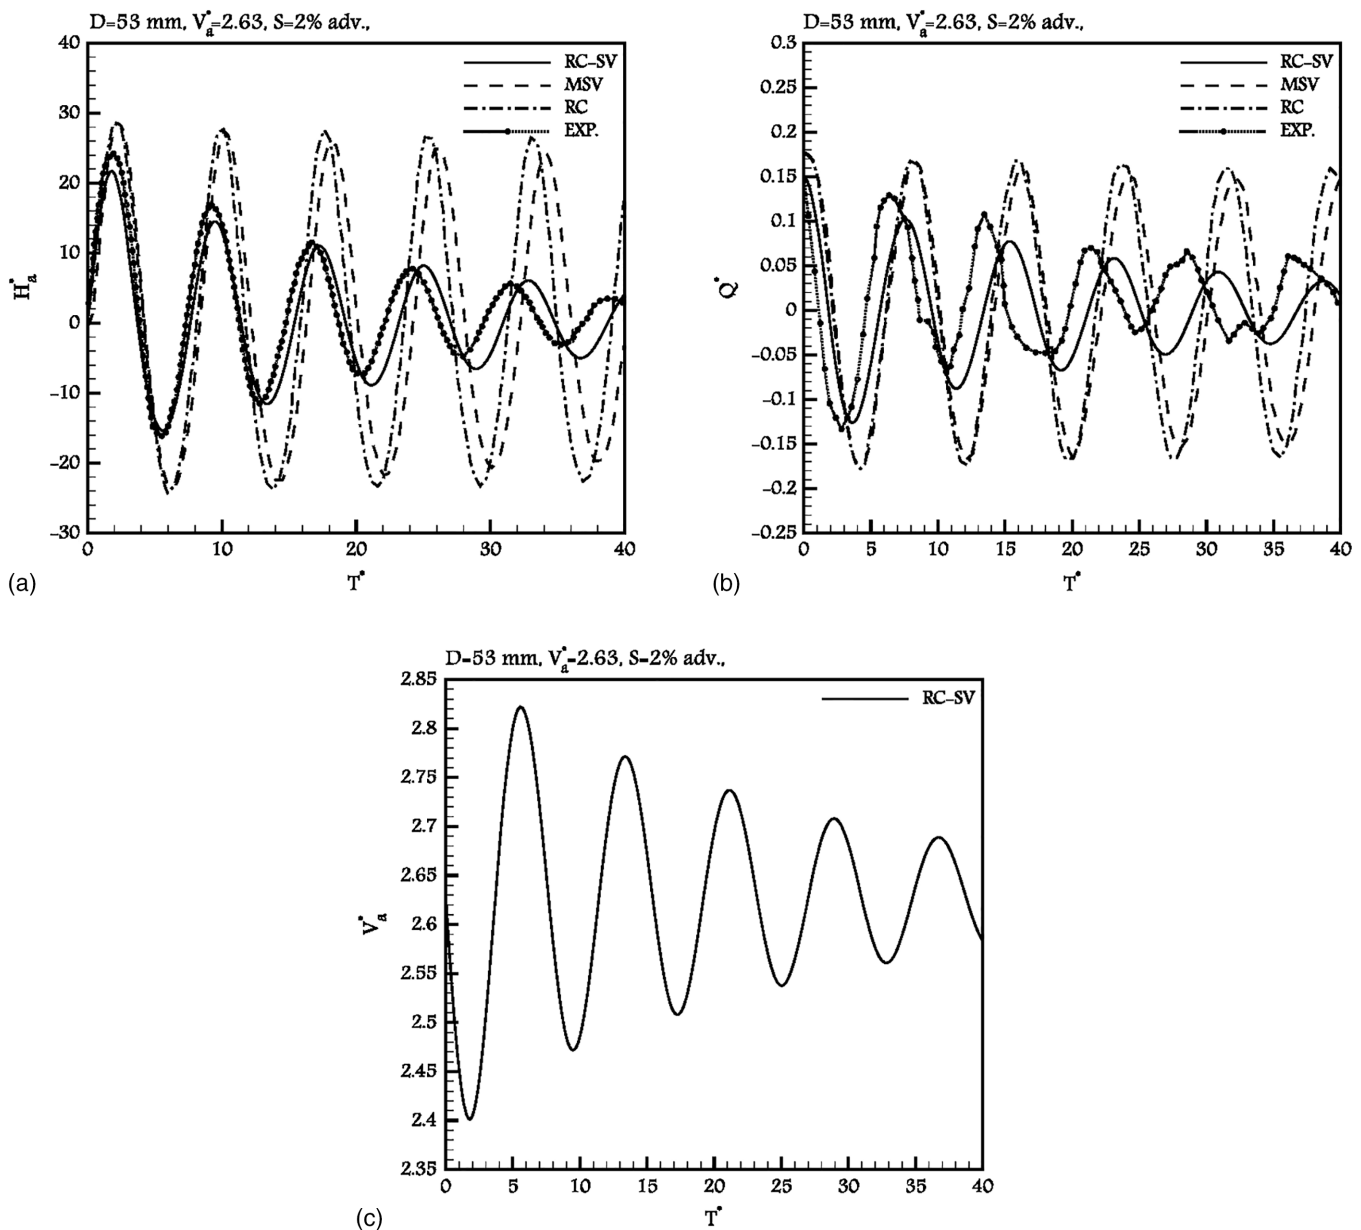 D=53 mm, V*a=2.63, S=2% adv.,
40
30
20
10
0
-10
-20
-30
H*a
0 10 20 30 40
T*
RC-SV
MSV
RC
EXP.
(a)
D=53 mm, V*a=2.63, S=2% adv.,
0.3
0.25
0.2
0.15
0.1
0.05
0
-0.05
-0.1
-0.15
-0.2
-0.25
Q*
0 5 10 15 20 25 30 35 40
T*
RC-SV
MSV
RC
EXP.
(b)
D=53 mm, V*a=2.63, S=2% adv.,
2.85
2.8
2.75
2.7
2.65
2.6
2.55
2.5
2.45
2.4
2.35
V*a
0 5 10 15 20 25 30 35 40
T*
RC-SV
(c)